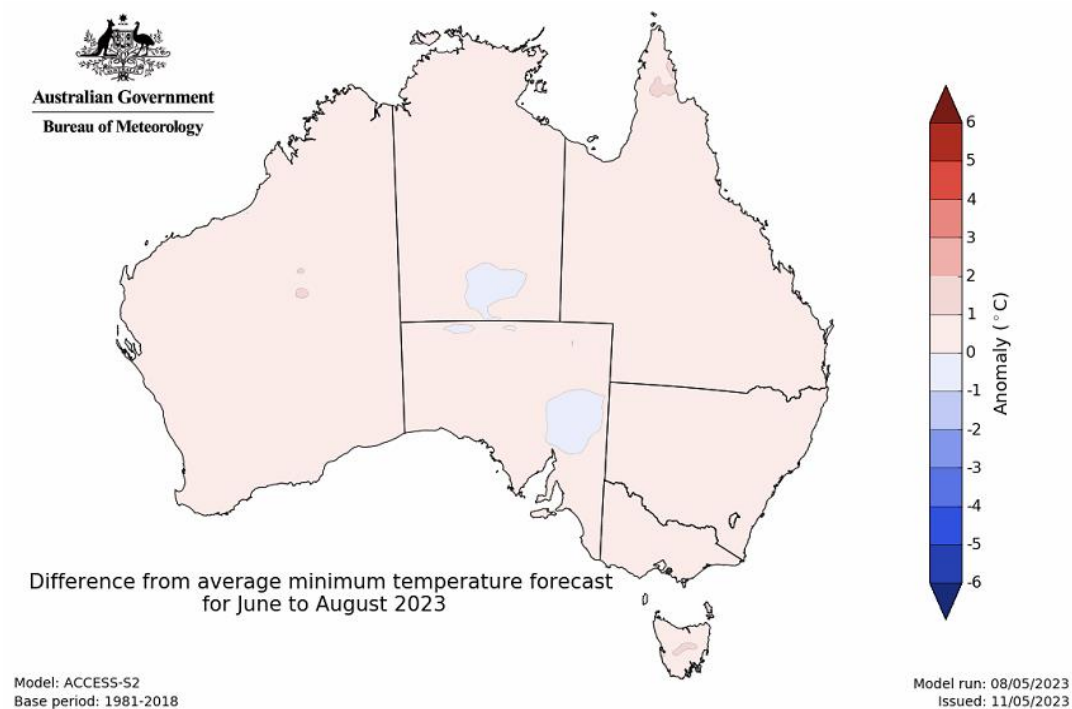 Australian Government
Bureau of Meteorology
6
5
4
3
2
1
0
-1
-2
-3
-4
-5
-6
Anomaly (°C)
Difference from average minimum temperature forecast
for June to August 2023
Model: ACCESS-S2
Base period: 1981-2018
Model run: 08/05/2023
Issued: 11/05/2023